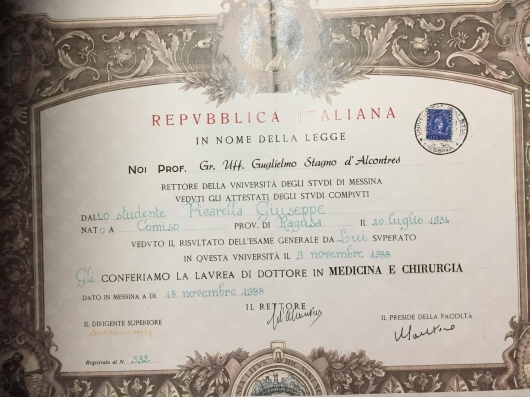 REPVBBLICA ITALIANA
IN NOME DELLA LEGGE
NOI PROF. Gr. Uff. Guglielmo Stagno d'Alcontres
RETTORE DELLA VNIVERSITÀ DEGLI STVDI DI MESSINA
VEDVTI GLI ATTESTATI DEGLI STVDI COMPIVTI
DALLo studente Picarella Giuseppe
NATO A Comiso PROV. DI Ragusa IL 20 luglio 1954
VEDVTO IL RISVLTATO DELL'ESAME GENERALE DA Lui SVPERATO
IN QVESTA VNIVERSITÀ IL 3 novembre 1988
Gli CONFERIAMO LA LAVREA DI DOTTORE IN MEDICINA E CHIRVRGIA
DATO IN MESSINA A DI 18 novembre 1988
IL RETTORE
IL DIRIGENTE SUPERIORE
IL PRESIDE DELLA FACOLTÀ
Registrato al N. 332